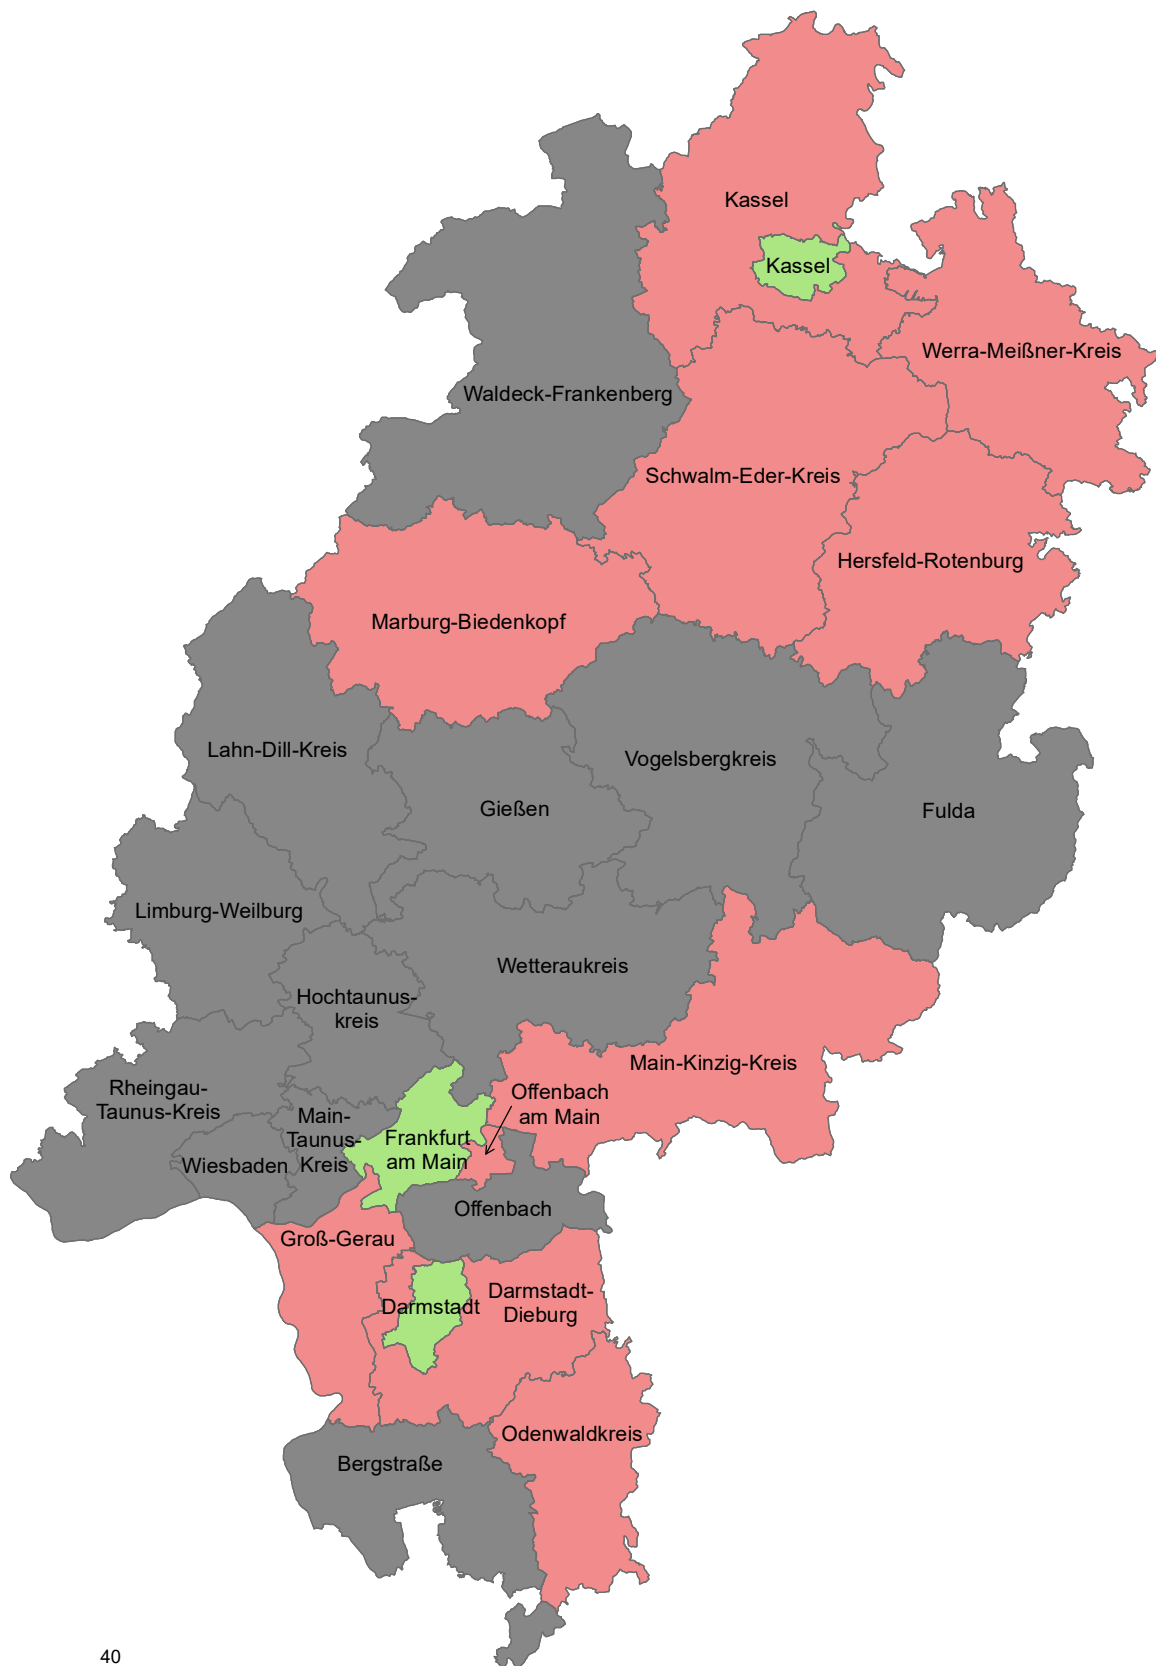 Kassel
Kassel
Werra-Meißner-Kreis
Waldeck-Frankenberg
Schwalm-Eder-Kreis
Hersfeld-Rotenburg
Marburg-Biedenkopf
Lahn-Dill-Kreis
Vogelsbergkreis
Gießen
Fulda
Limburg-Weilburg
Wetteraukreis
Hochtaunus-
kreis
Main-Kinzig-Kreis
Rheingau-
Taunus-Kreis
Offenbach
am Main
Main-
Taunus-
Kreis
Frankfurt
am Main
Wiesbaden
Offenbach
Groß-Gerau
Darmstadt
Darmstadt-
Dieburg
Odenwaldkreis
Bergstraße
40